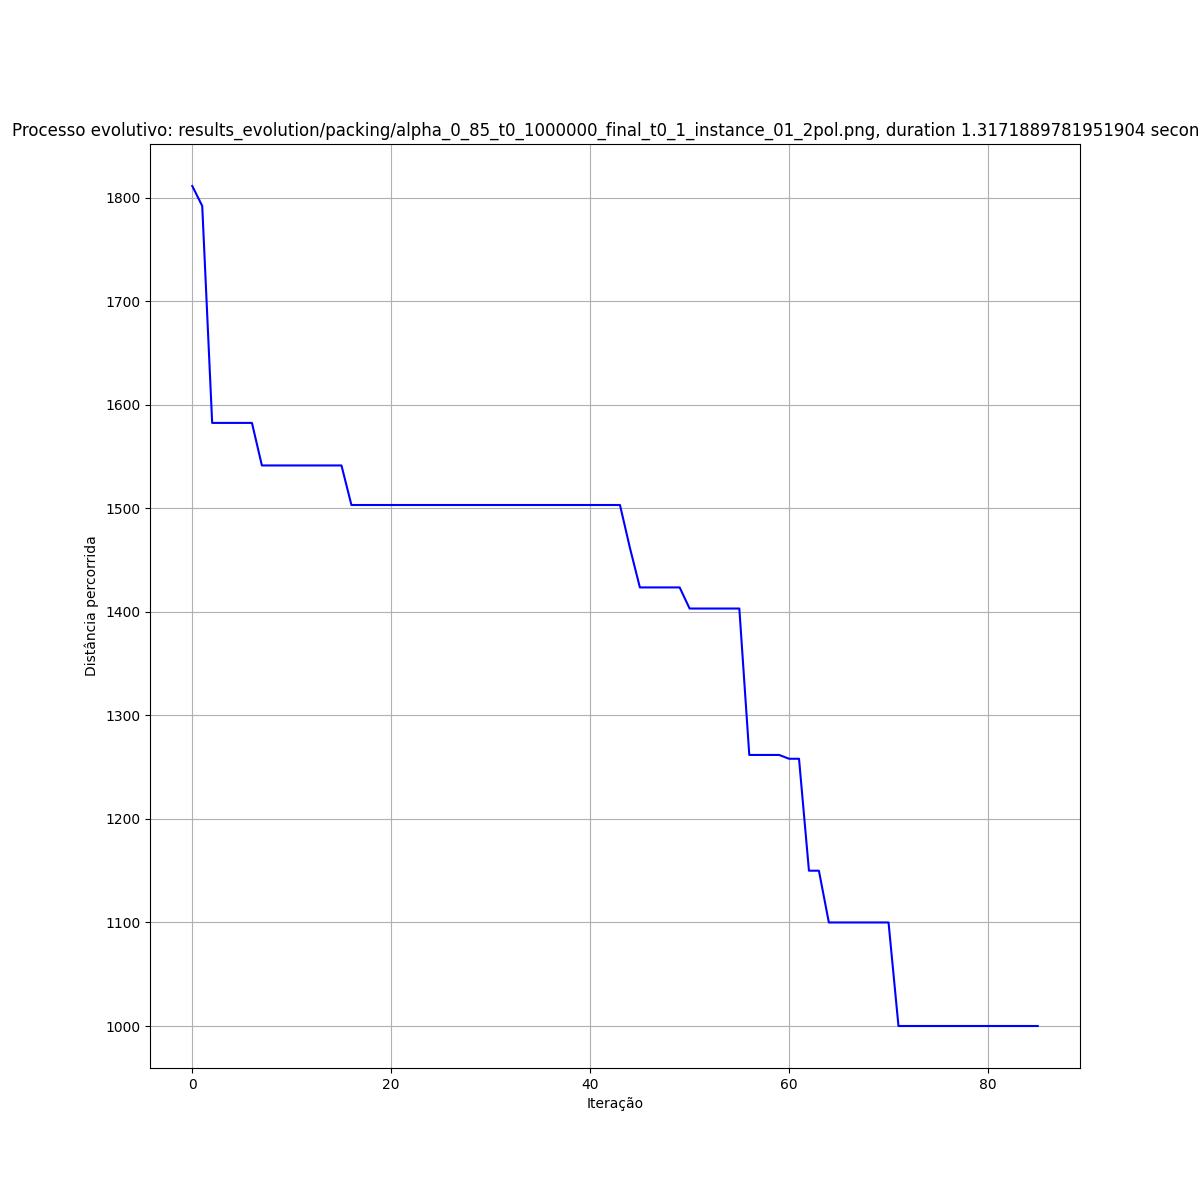 Processo evolutivo: results_evolution/packing/alpha_0_85_t0_1000000_final_t0_1_instance_01_2pol.png, duration 1.3171889781951904 secon
1800
1700
1600
1500
1400
1300
1200
1100
1000
Distância percorrida
0 20 40 60 80
Iteração